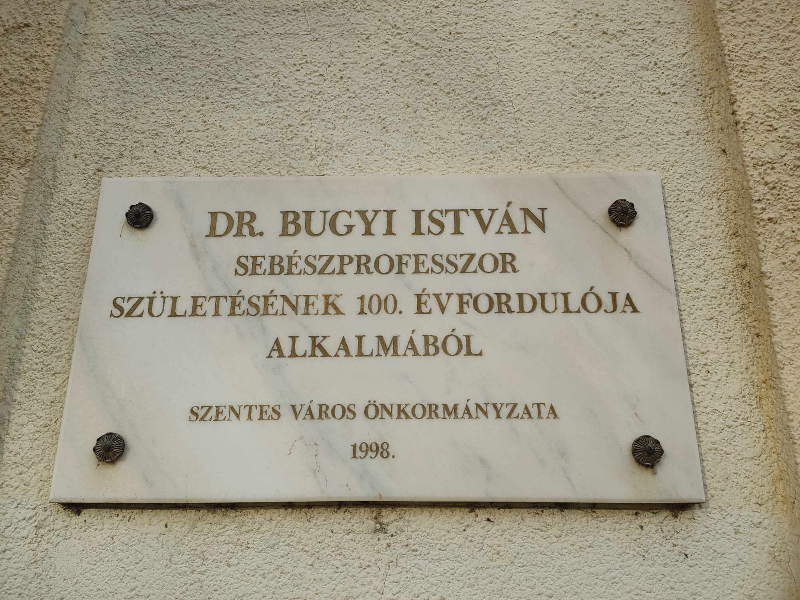 DR. BUGYI ISTVÁN
SEBÉSZPROFESSZOR
SZÜLETÉSÉNEK 100. ÉVFORDULÓJA
ALKALMÁBÓL
SZENTES VÁROS ÖNKORMÁNYZATA
1998.